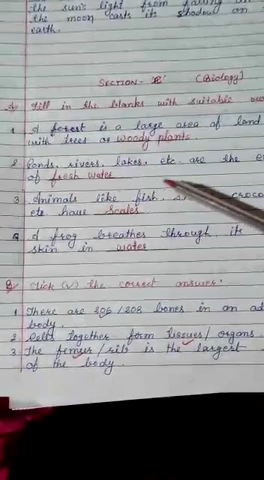 the sun's light from falling on
the moon casts its shadow on
earth.
Section-'B' (Biology)
Fill in the blanks with suitable
1 A forest is a large area of land
with trees or woody plants.
2 Ponds, rivers, lakes, etc are the
of fresh water
3 Animals like fish, croco
etc have scales
A frog breathes through its
skin in water
Tick (√) the correct answer:
1 There are 206/208 bones in an ad
body.
2 Cells together form tissues/organs.
3 The femur/rib is the largest
of the body.